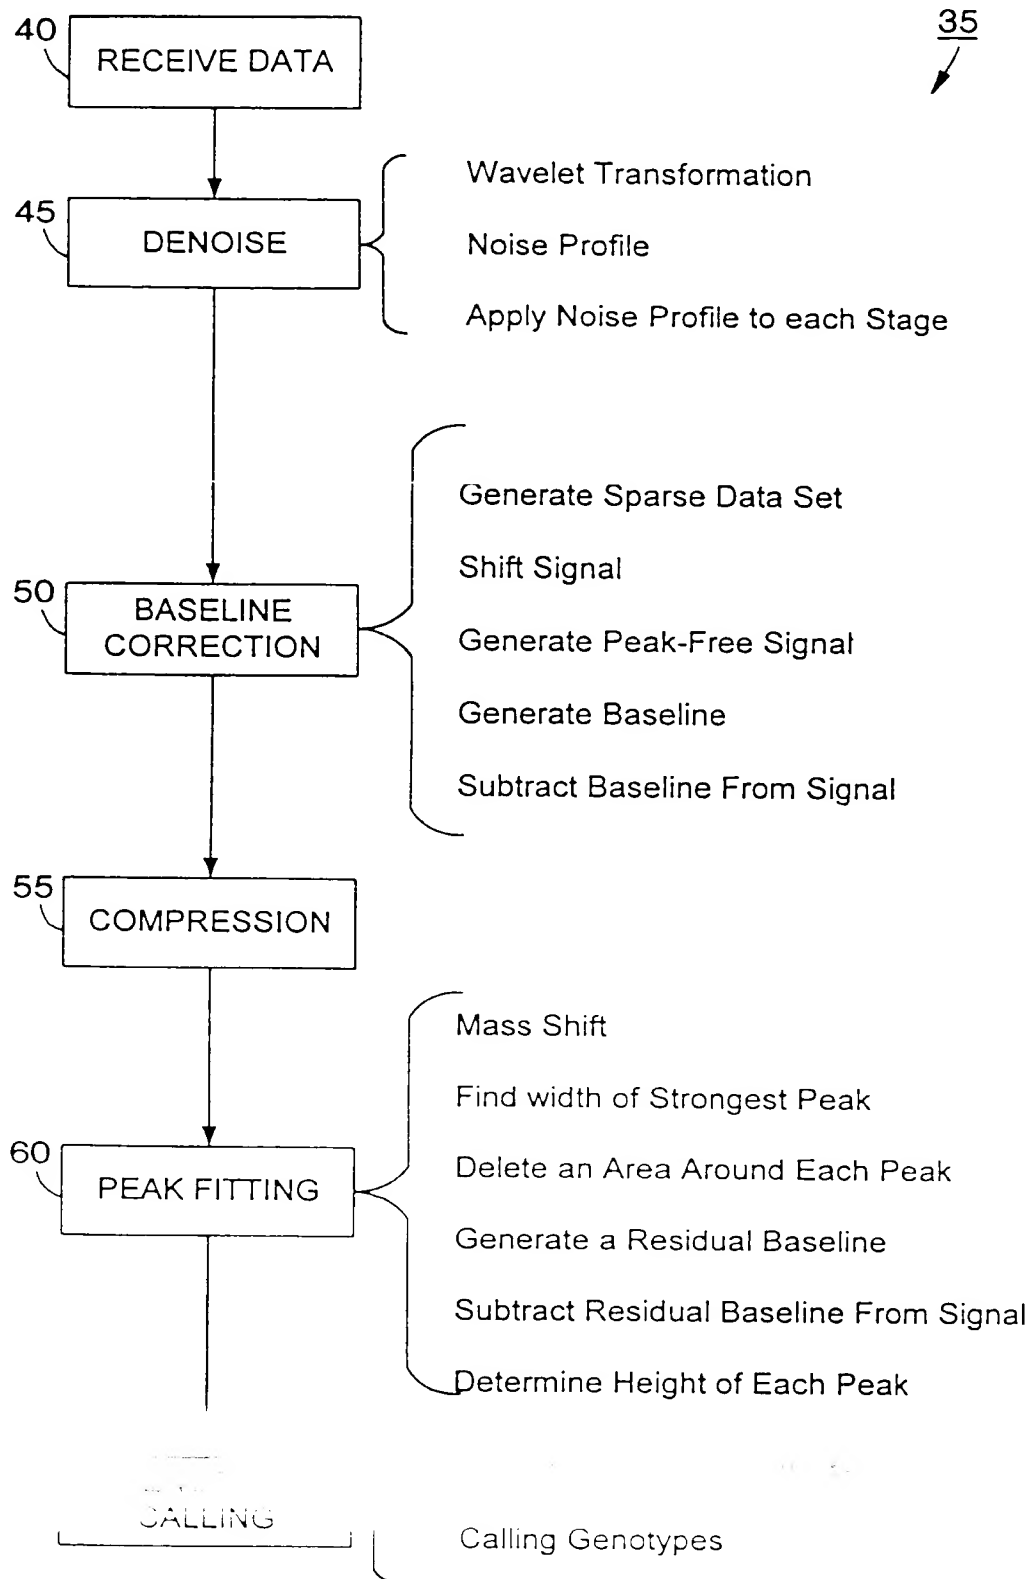 40
RECEIVE DATA
35
45
DENOISE
Wavelet Transformation
Noise Profile
Apply Noise Profile to each Stage
50
BASELINE
CORRECTION
Generate Sparse Data Set
Shift Signal
Generate Peak-Free Signal
Generate Baseline
Subtract Baseline From Signal
55
COMPRESSION
60
PEAK FITTING
Mass Shift
Find width of Strongest Peak
Delete an Area Around Each Peak
Generate a Residual Baseline
Subtract Residual Baseline From Signal
Determine Height of Each Peak
CALLING
Calling Genotypes